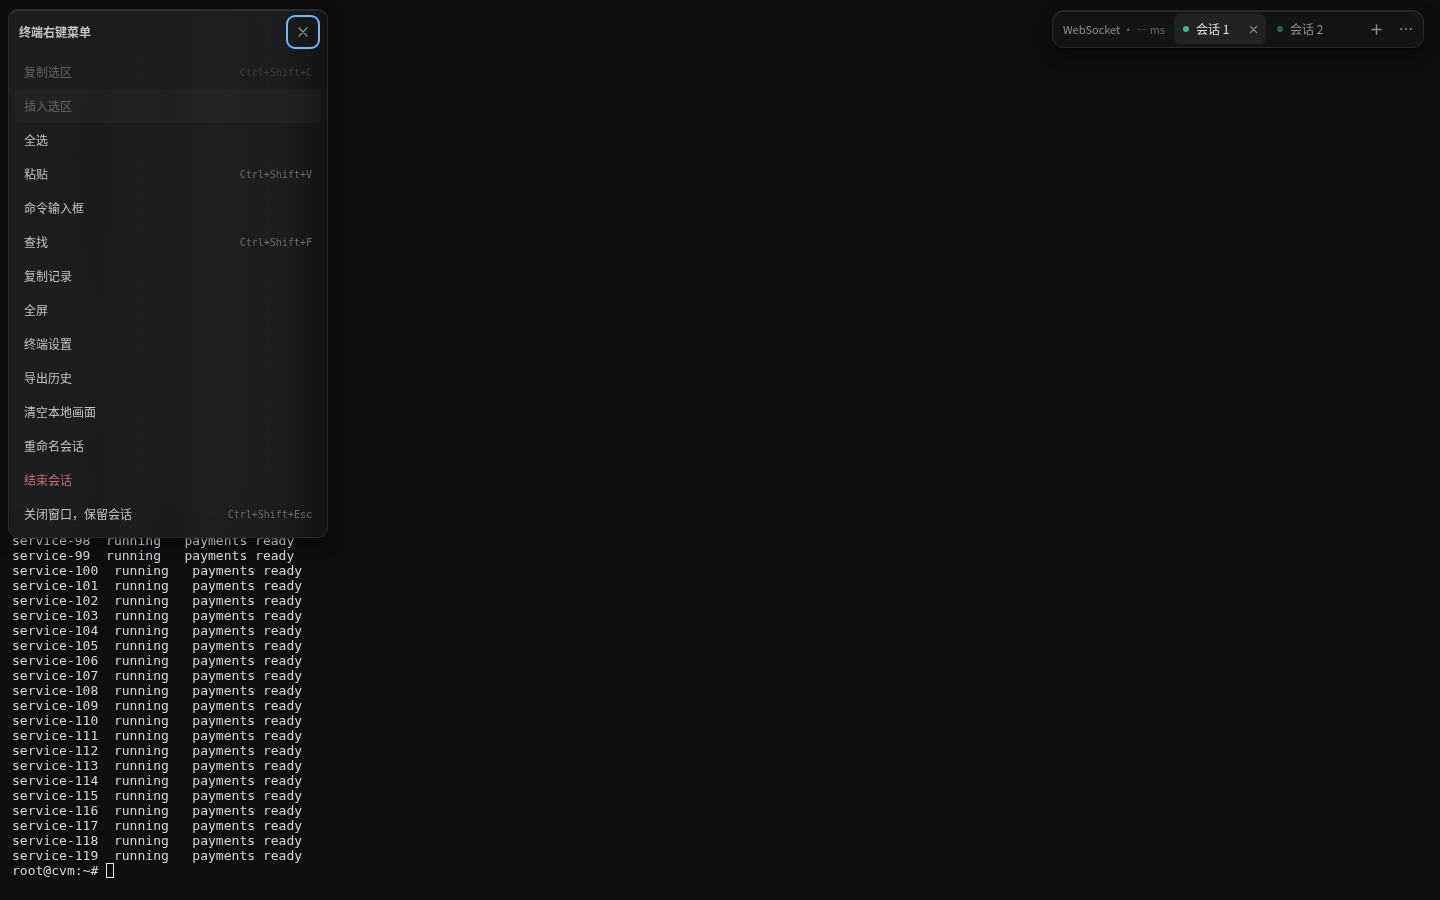 终端右键菜单
WebSocket · — ms 会话 1 会话 2
复制选区 Ctrl+Shift+C
插入选区
全选
粘贴 Ctrl+Shift+V
命令输入框
查找 Ctrl+Shift+F
复制记录
全屏
终端设置
导出历史
清空本地画面
重命名会话
结束会话
关闭窗口，保留会话 Ctrl+Shift+Esc
service-98 running payments ready
service-99 running payments ready
service-100 running payments ready
service-101 running payments ready
service-102 running payments ready
service-103 running payments ready
service-104 running payments ready
service-105 running payments ready
service-106 running payments ready
service-107 running payments ready
service-108 running payments ready
service-109 running payments ready
service-110 running payments ready
service-111 running payments ready
service-112 running payments ready
service-113 running payments ready
service-114 running payments ready
service-115 running payments ready
service-116 running payments ready
service-117 running payments ready
service-118 running payments ready
service-119 running payments ready
root@cvm:~#